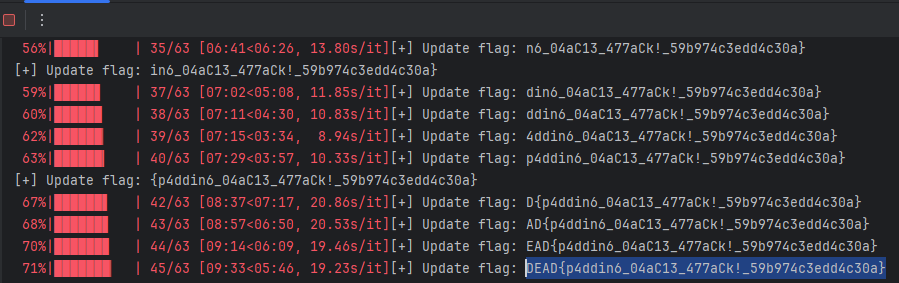 56%|█████▌    | 35/63 [06:41<06:26, 13.80s/it][+] Update flag: n6_04aC13_477aCk!_59b974c3edd4c30a}
[+] Update flag: in6_04aC13_477aCk!_59b974c3edd4c30a}
59%|█████▊    | 37/63 [07:02<05:08, 11.85s/it][+] Update flag: din6_04aC13_477aCk!_59b974c3edd4c30a}
60%|██████    | 38/63 [07:11<04:30, 10.83s/it][+] Update flag: ddin6_04aC13_477aCk!_59b974c3edd4c30a}
62%|██████▏   | 39/63 [07:15<03:34,  8.94s/it][+] Update flag: 4ddin6_04aC13_477aCk!_59b974c3edd4c30a}
63%|██████▎   | 40/63 [07:29<03:57, 10.33s/it][+] Update flag: p4ddin6_04aC13_477aCk!_59b974c3edd4c30a}
[+] Update flag: {p4ddin6_04aC13_477aCk!_59b974c3edd4c30a}
67%|██████▋   | 42/63 [08:37<07:17, 20.86s/it][+] Update flag: D{p4ddin6_04aC13_477aCk!_59b974c3edd4c30a}
68%|██████▊   | 43/63 [08:57<06:50, 20.53s/it][+] Update flag: AD{p4ddin6_04aC13_477aCk!_59b974c3edd4c30a}
70%|██████▉   | 44/63 [09:14<06:09, 19.46s/it][+] Update flag: EAD{p4ddin6_04aC13_477aCk!_59b974c3edd4c30a}
71%|███████▏  | 45/63 [09:33<05:46, 19.23s/it][+] Update flag: DEAD{p4ddin6_04aC13_477aCk!_59b974c3edd4c30a}